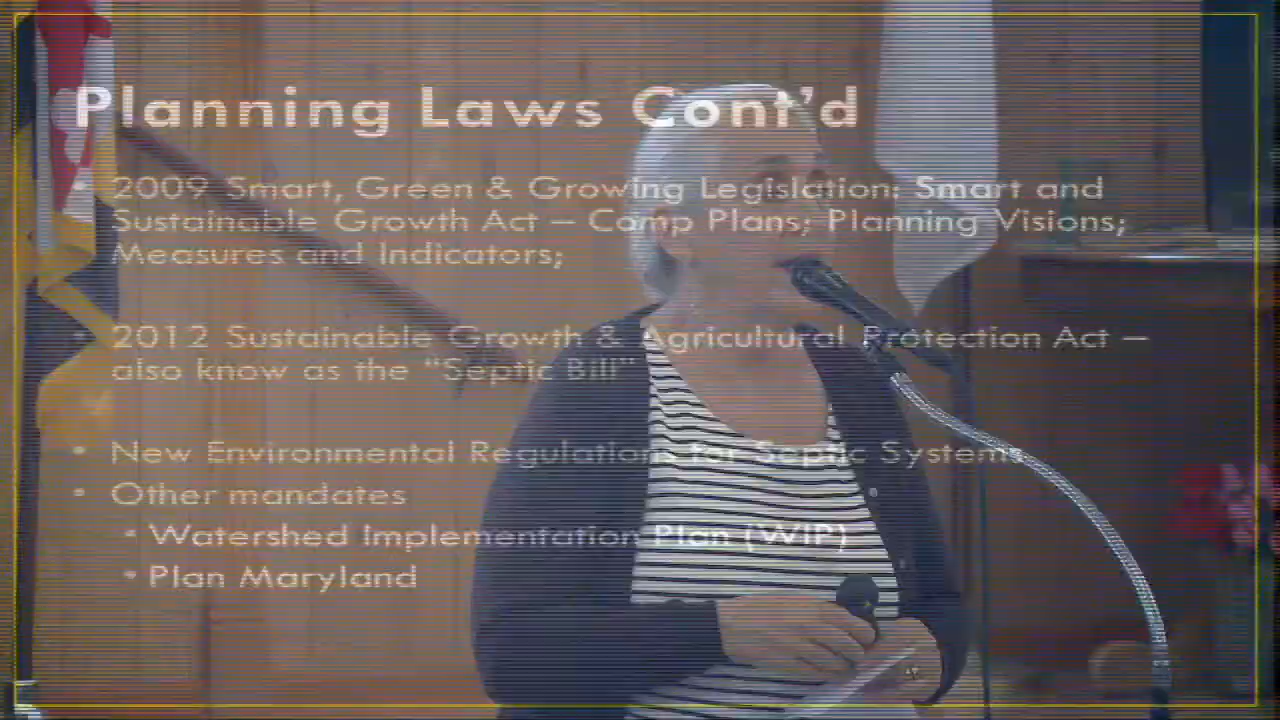 Planning Laws Cont’d
• 2009 Smart, Green & Growing Legislation: Smart and
Sustainable Growth Act – Comp Plans; Planning Visions;
Measures and Indicators;
• 2012 Sustainable Growth & Agricultural Protection Act –
also know as the “Septic Bill”
• New Environmental Regulations for Septic Systems
• Other mandates
• Watershed Implementation Plan (WIP)
• Plan Maryland